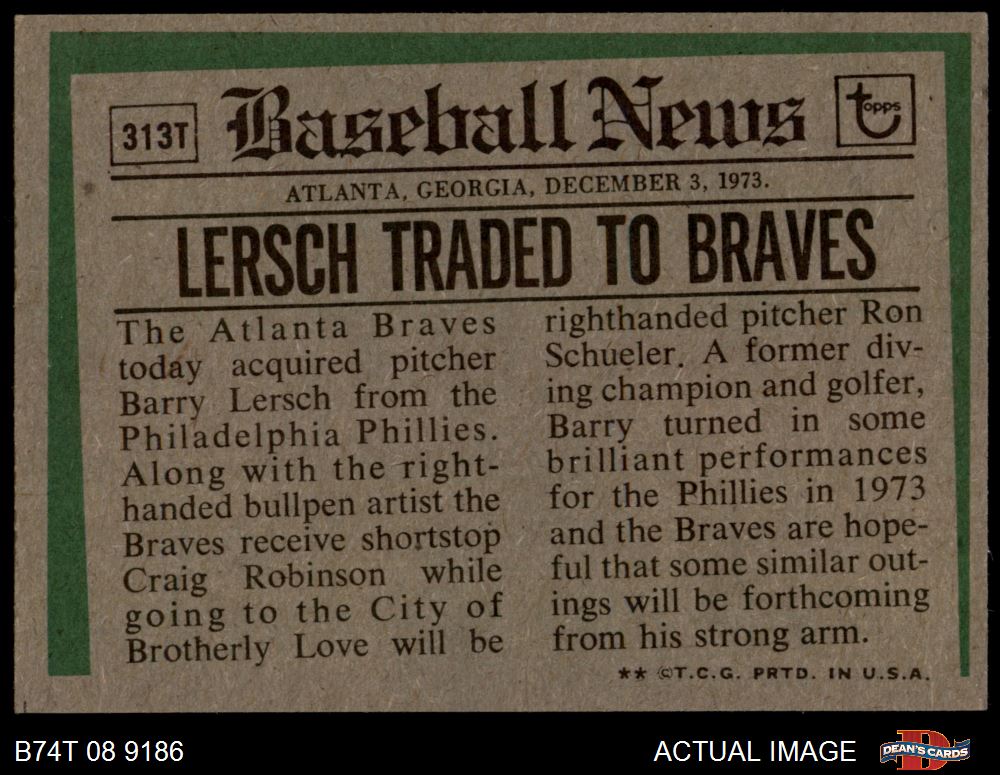 313T
Baseball News
Topps
ATLANTA, GEORGIA, DECEMBER 3, 1973.
LERSCH TRADED TO BRAVES
The Atlanta Braves
today acquired pitcher
Barry Lersch from the
Philadelphia Phillies.
Along with the right-
handed bullpen artist the
Braves receive shortstop
Craig Robinson while
going to the City of
Brotherly Love will be
righthanded pitcher Ron
Schueler. A former div-
ing champion and golfer,
Barry turned in some
brilliant performances
for the Phillies in 1973
and the Braves are hope-
ful that some similar out-
ings will be forthcoming
from his strong arm.
** ©T.C.G. PRTD. IN U.S.A.
B74T 08 9186
ACTUAL IMAGE
DEAN'S CARDS